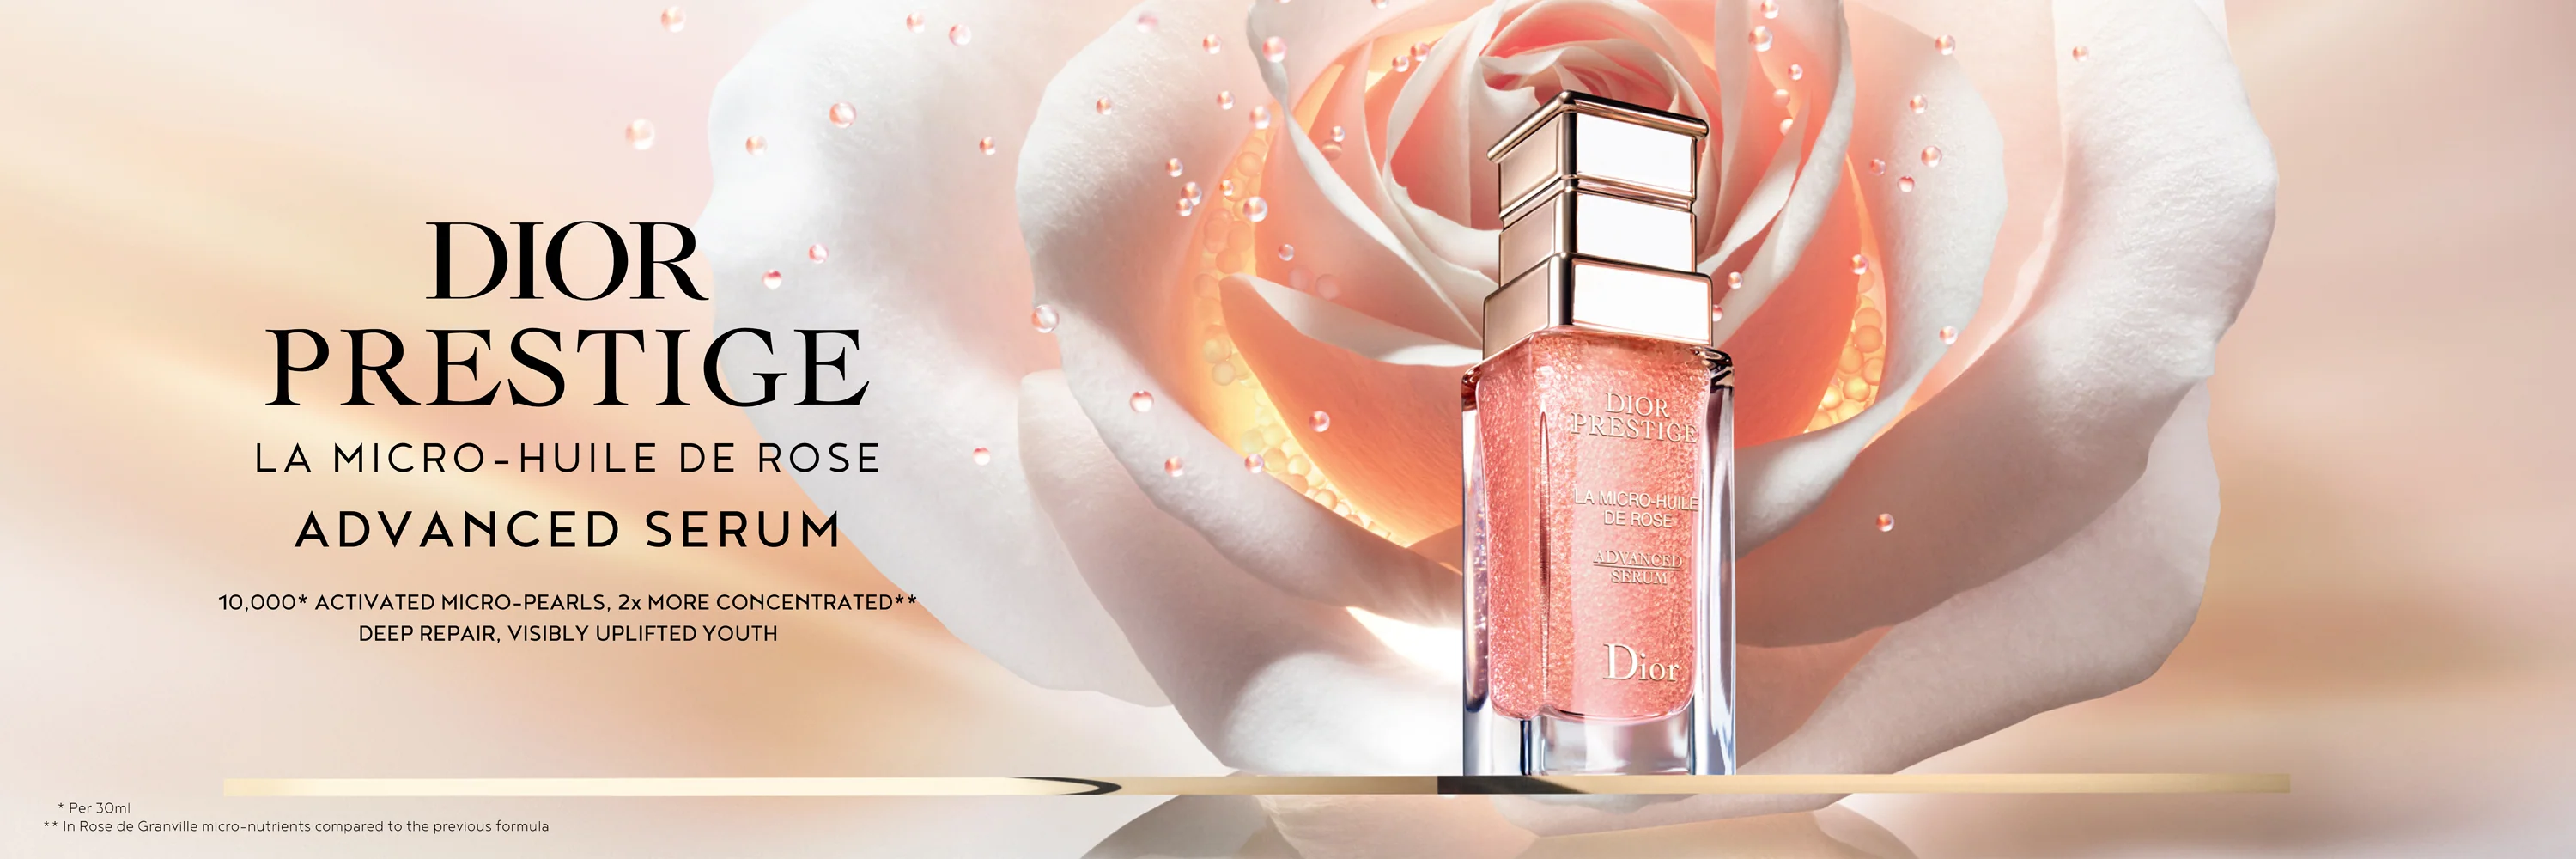 DIOR
PRESTIGE
LA MICRO-HUILE DE ROSE
ADVANCED SERUM
10,000* ACTIVATED MICRO-PEARLS, 2x MORE CONCENTRATED**
DEEP REPAIR, VISIBLY UPLIFTED YOUTH
* Per 30ml
** In Rose de Granville micro-nutrients compared to the previous formula
DIOR
PRESTIGE
LA MICRO-HUILE
DE ROSE
ADVANCED
SERUM
Dior